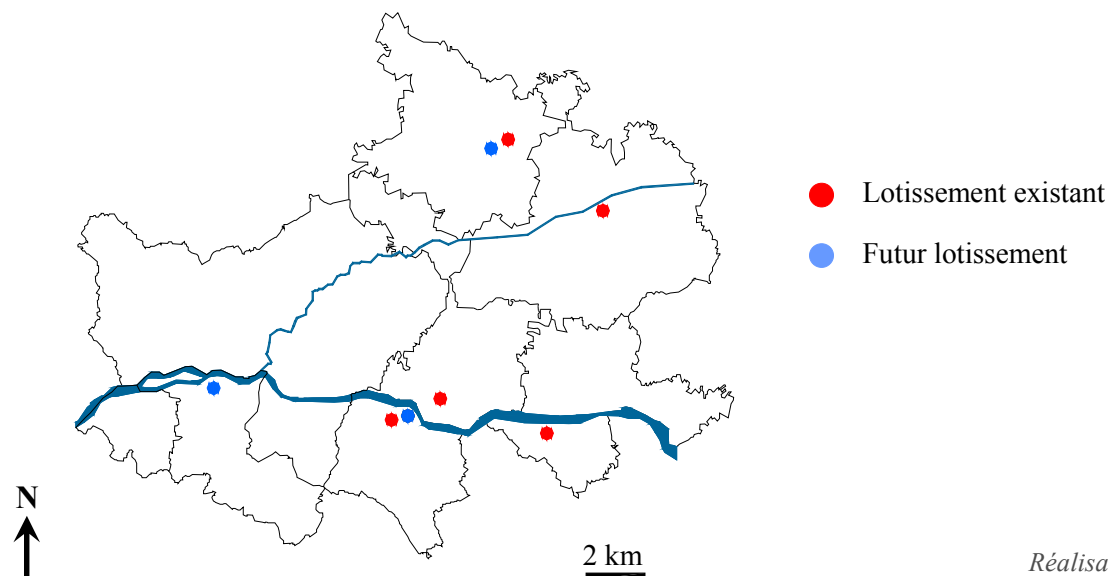 Lotissement existant
Futur lotissement
N
2 km
Réalisa